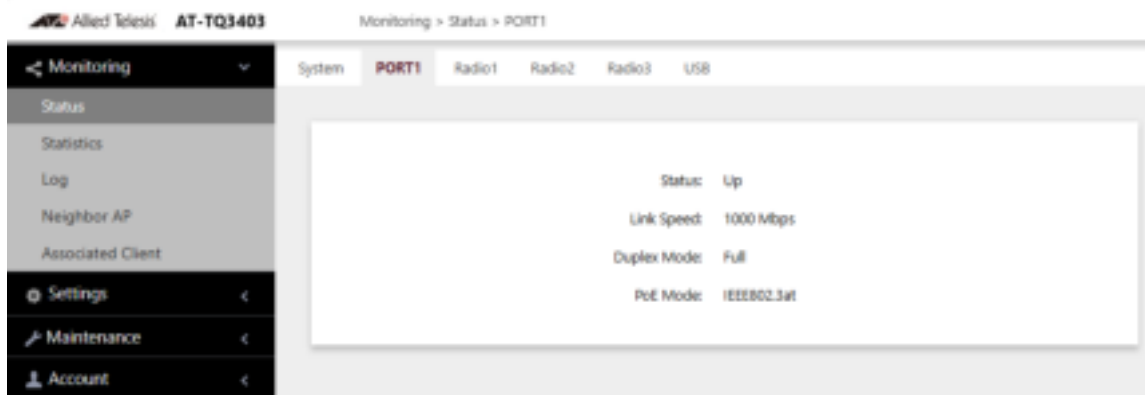 Allied Telesis AT-TQ3403 Monitoring > Status > PORT1
Monitoring
System PORT1 Radio1 Radio2 Radio3 USB
Status
Statistics
Log
Neighbor AP
Associated Client
Settings
Maintenance
Account
Status: Up
Link Speed: 1000 Mbps
Duplex Mode: Full
PoE Mode: IEEE802.3at